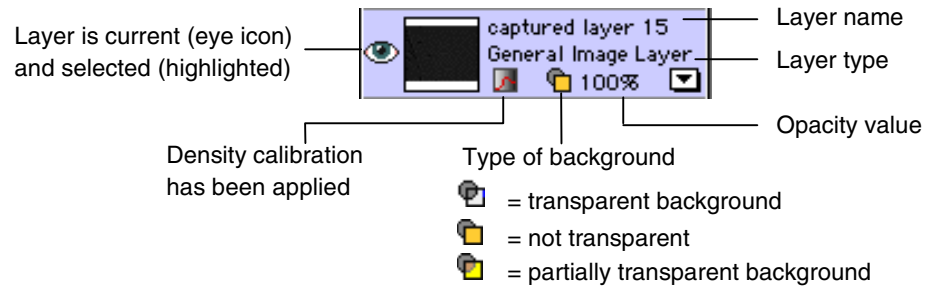 captured layer 15
Layer name
Layer is current (eye icon)
and selected (highlighted)
General Image Layer
Layer type
100%
Opacity value
Density calibration
has been applied
Type of background
= transparent background
= not transparent
= partially transparent background